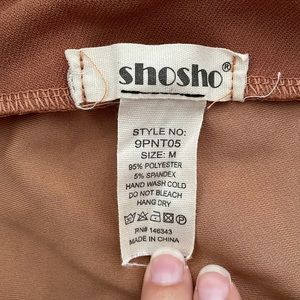 shosho®
STYLE NO:
9PNT05
SIZE: M
95% POLYESTER
5% SPANDEX
HAND WASH COLD
DO NOT BLEACH
HANG DRY
RN# 146343
MADE IN CHINA